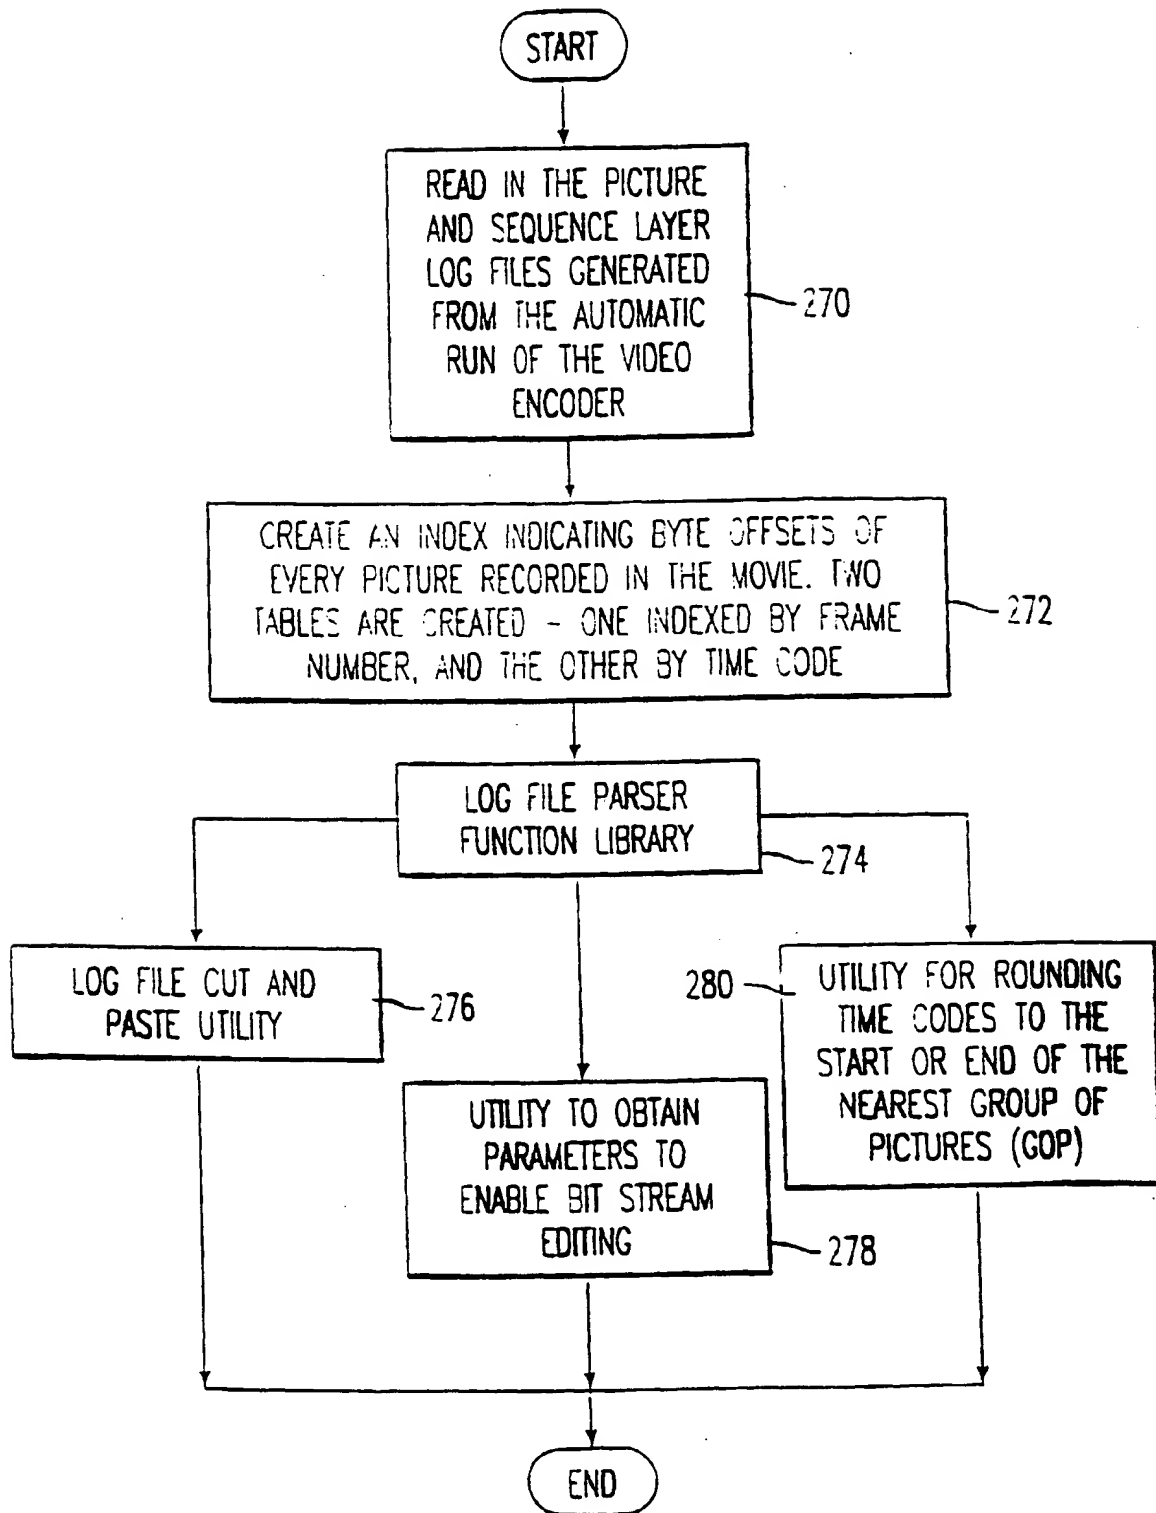 START
READ IN THE PICTURE
AND SEQUENCE LAYER
LOG FILES GENERATED
FROM THE AUTOMATIC
RUN OF THE VIDEO
ENCODER
270
CREATE AN INDEX INDICATING BYTE OFFSETS OF
EVERY PICTURE RECORDED IN THE MOVIE. TWO
TABLES ARE CREATED - ONE INDEXED BY FRAME
NUMBER, AND THE OTHER BY TIME CODE
272
LOG FILE PARSER
FUNCTION LIBRARY
274
LOG FILE CUT AND
PASTE UTILITY
276
280
UTILITY FOR ROUNDING
TIME CODES TO THE
START OR END OF THE
NEAREST GROUP OF
PICTURES (GOP)
UTILITY TO OBTAIN
PARAMETERS TO
ENABLE BIT STREAM
EDITING
278
END